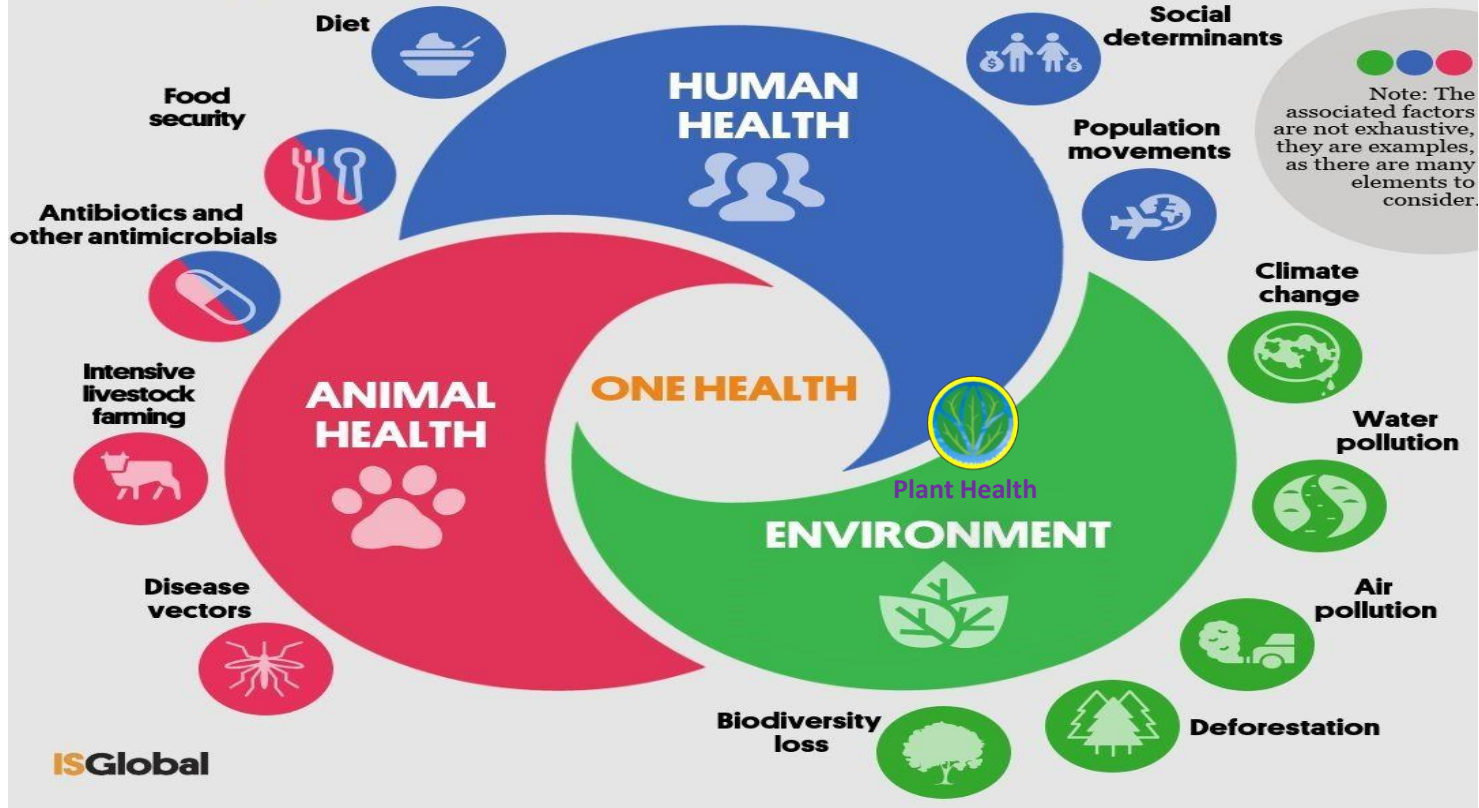 Diet
Social
determinants
HUMAN
HEALTH
Food
security
Population
movements
Note: The
associated factors
are not exhaustive,
they are examples,
as there are many
elements to
consider.
Antibiotics and
other antimicrobials
Climate
change
Intensive
livestock
farming
ANIMAL
HEALTH
ONE HEALTH
Water
pollution
Plant Health
ENVIRONMENT
Disease
vectors
Air
pollution
Biodiversity
loss
Deforestation
ISGlobal